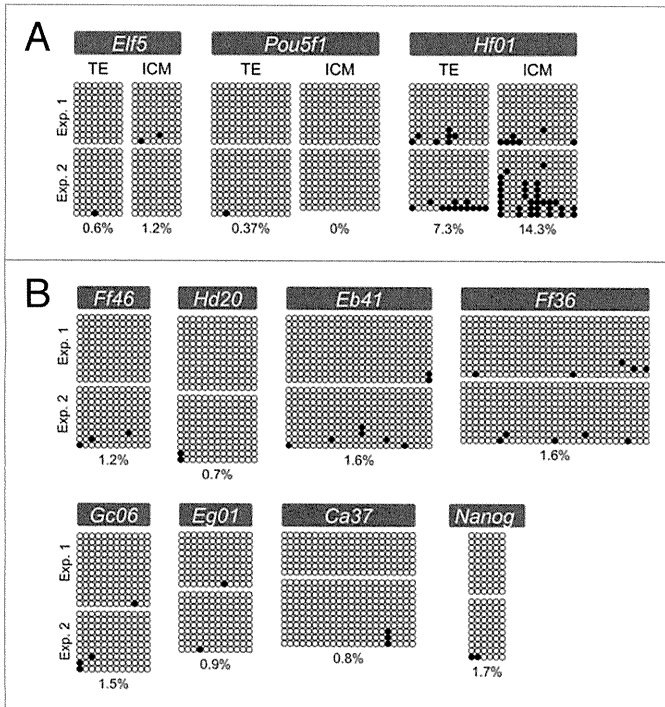 A
Elf5 Pou5f1 Hf01
TE ICM TE ICM TE ICM
Exp. 1
Exp. 2
0.6% 1.2% 0.37% 0% 7.3% 14.3%
B
Ff46 Hd20 Eb41 Ff36
Exp. 1
Exp. 2
1.2% 0.7% 1.6% 1.6%
Gc06 Eg01 Ca37 Nanog
Exp. 1
Exp. 2
1.5% 0.9% 0.8% 1.7%